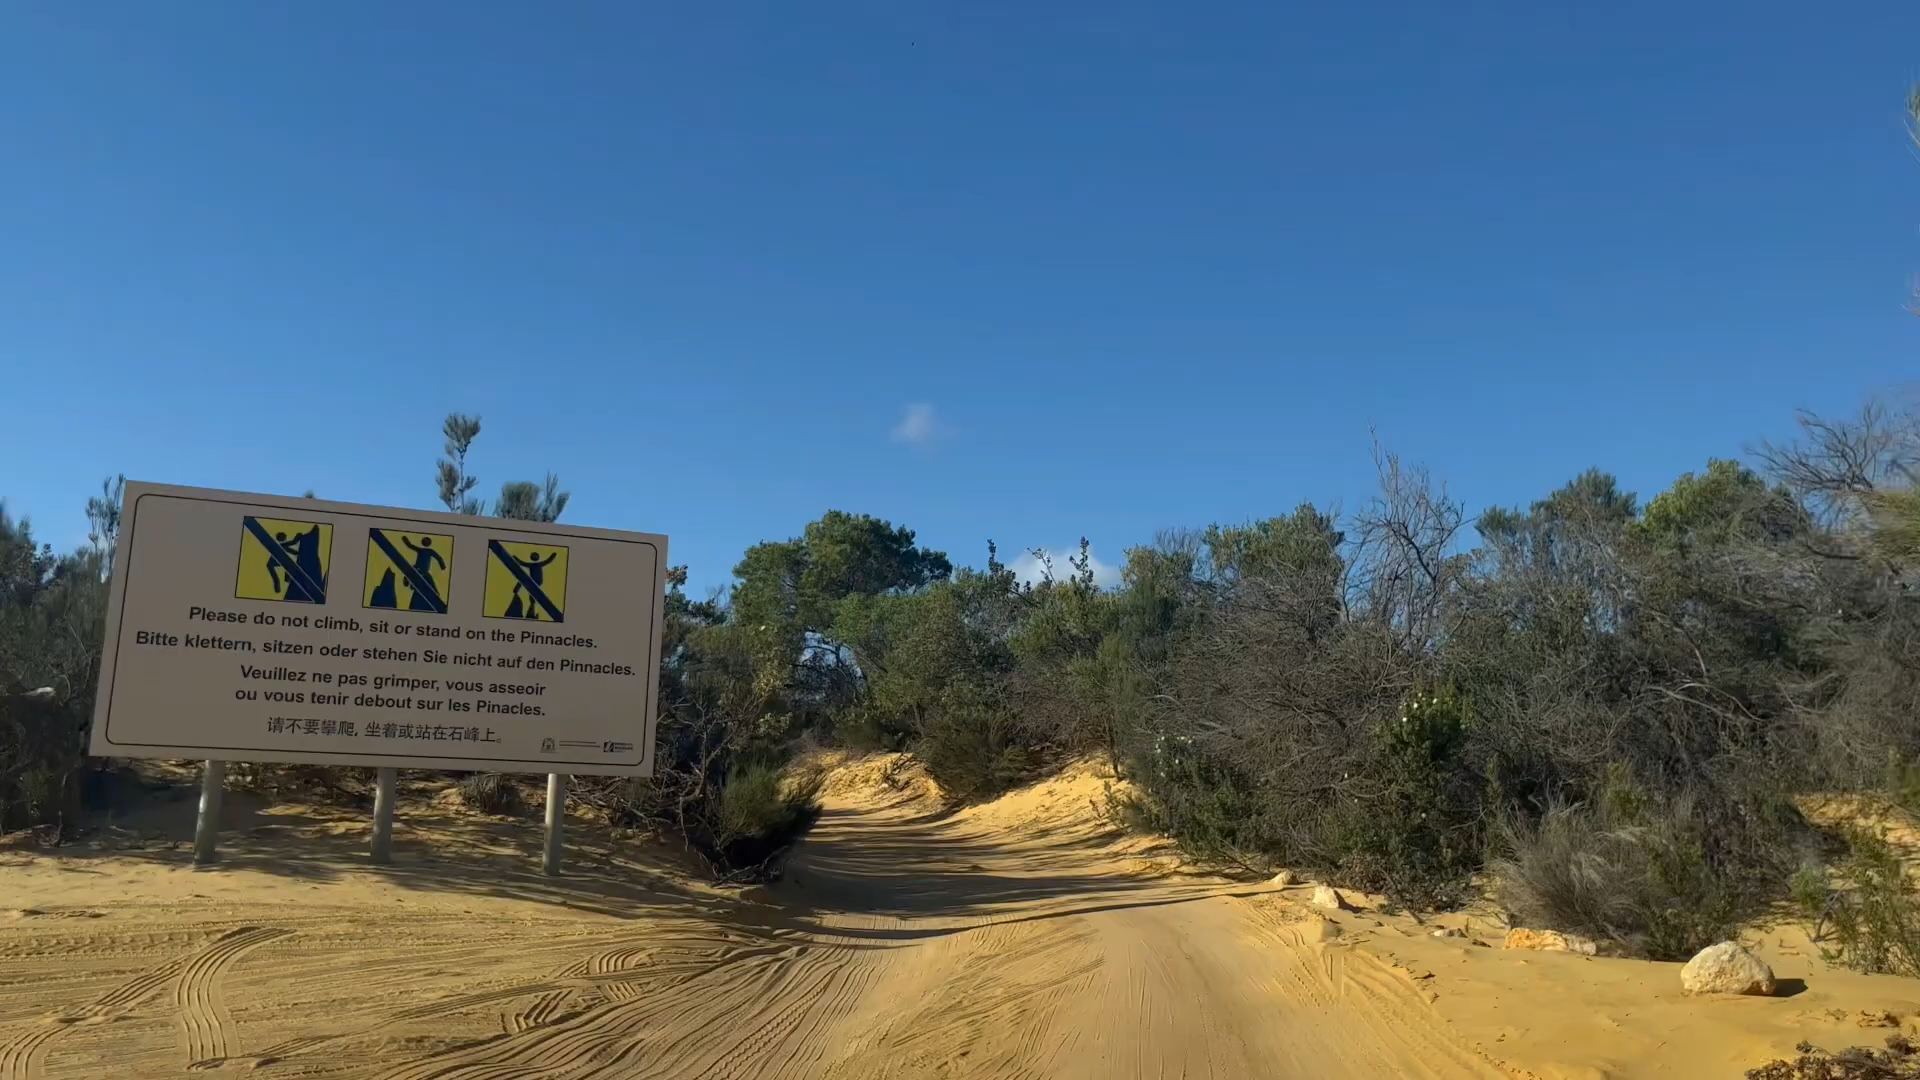 Please do not climb, sit or stand on the Pinnacles.
Bitte klettern, sitzen oder stehen Sie nicht auf den Pinnacles.
Veuillez ne pas grimper, vous asseoir
ou vous tenir debout sur les Pinacles.
请不要攀爬, 坐着或站在石峰上。